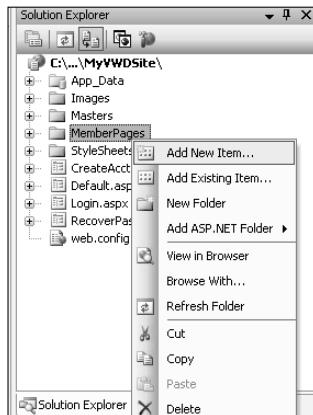 Solution Explorer
C:\...\MyVWDSite\
App_Data
Images
Masters
MemberPages
StyleSheets
CreateAcct
Default.asp
Login.aspx
RecoverPas
web.config
Add New Item...
Add Existing Item...
New Folder
Add ASP.NET Folder
View in Browser
Browse With...
Refresh Folder
Cut
Copy
Paste
Delete
Solution Explorer